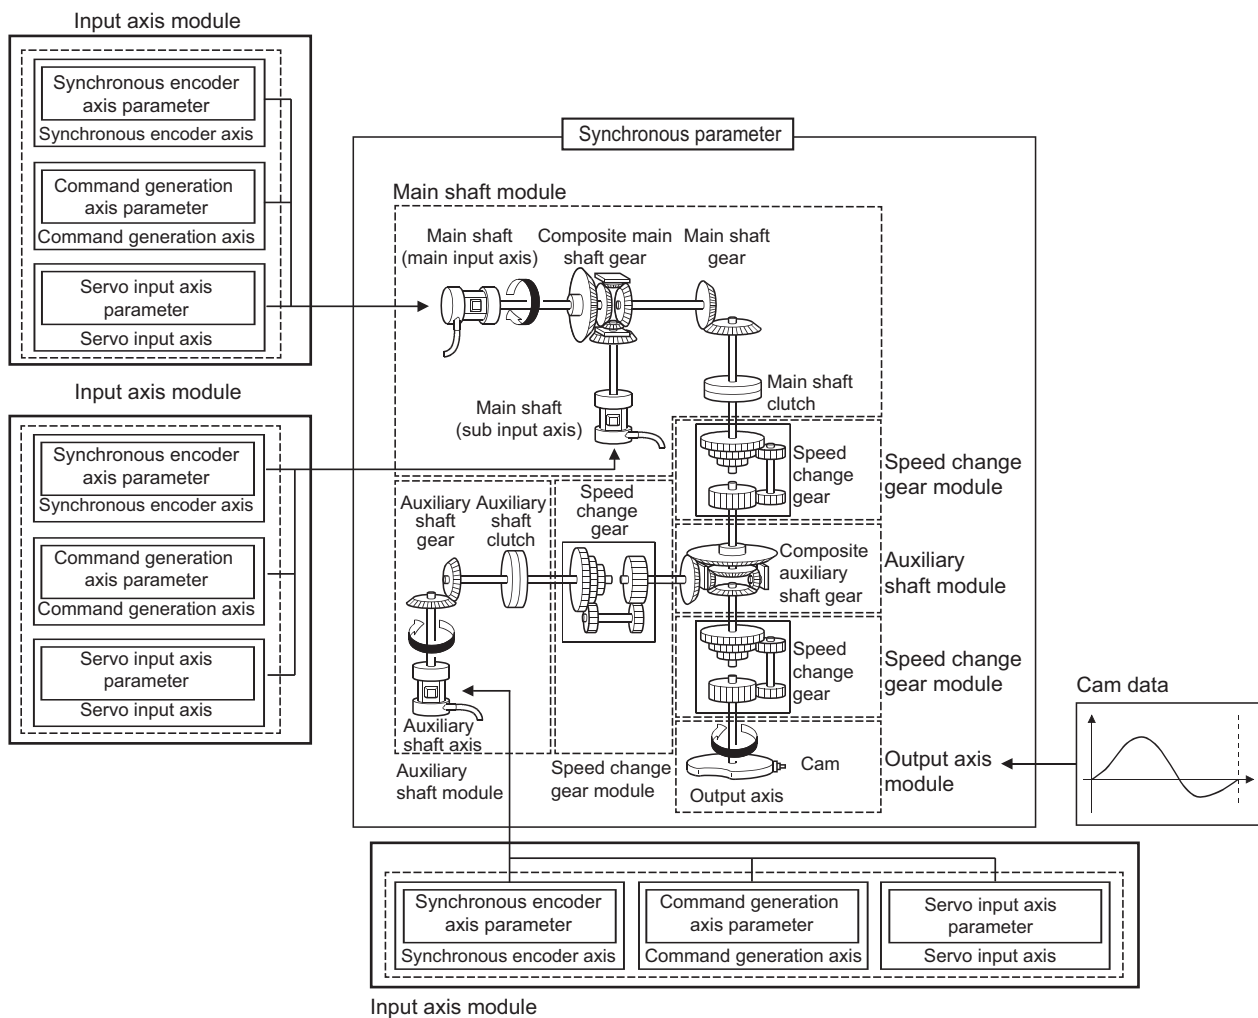 Input axis module
Synchronous encoder
axis parameter
Synchronous encoder axis
Command generation
axis parameter
Command generation axis
Servo input axis
parameter
Servo input axis
Input axis module
Synchronous encoder
axis parameter
Synchronous encoder axis
Command generation
axis parameter
Command generation axis
Servo input axis
parameter
Servo input axis
Synchronous parameter
Main shaft module
Main shaft
(main input axis)
Composite main
shaft gear
Main shaft
gear
Main shaft
clutch
Main shaft
(sub input axis)
Speed
change
gear
Speed change
gear module
Auxiliary
shaft
gear
Auxiliary
shaft
clutch
Speed
change
gear
Composite
auxiliary
shaft gear
Auxiliary
shaft module
Speed
change
gear
Speed change
gear module
Auxiliary
shaft axis
Auxiliary
shaft module
Speed change
gear module
Cam
Output axis
Output axis
module
Cam data
Synchronous encoder
axis parameter
Synchronous encoder axis
Command generation
axis parameter
Command generation axis
Servo input axis
parameter
Servo input axis
Input axis module